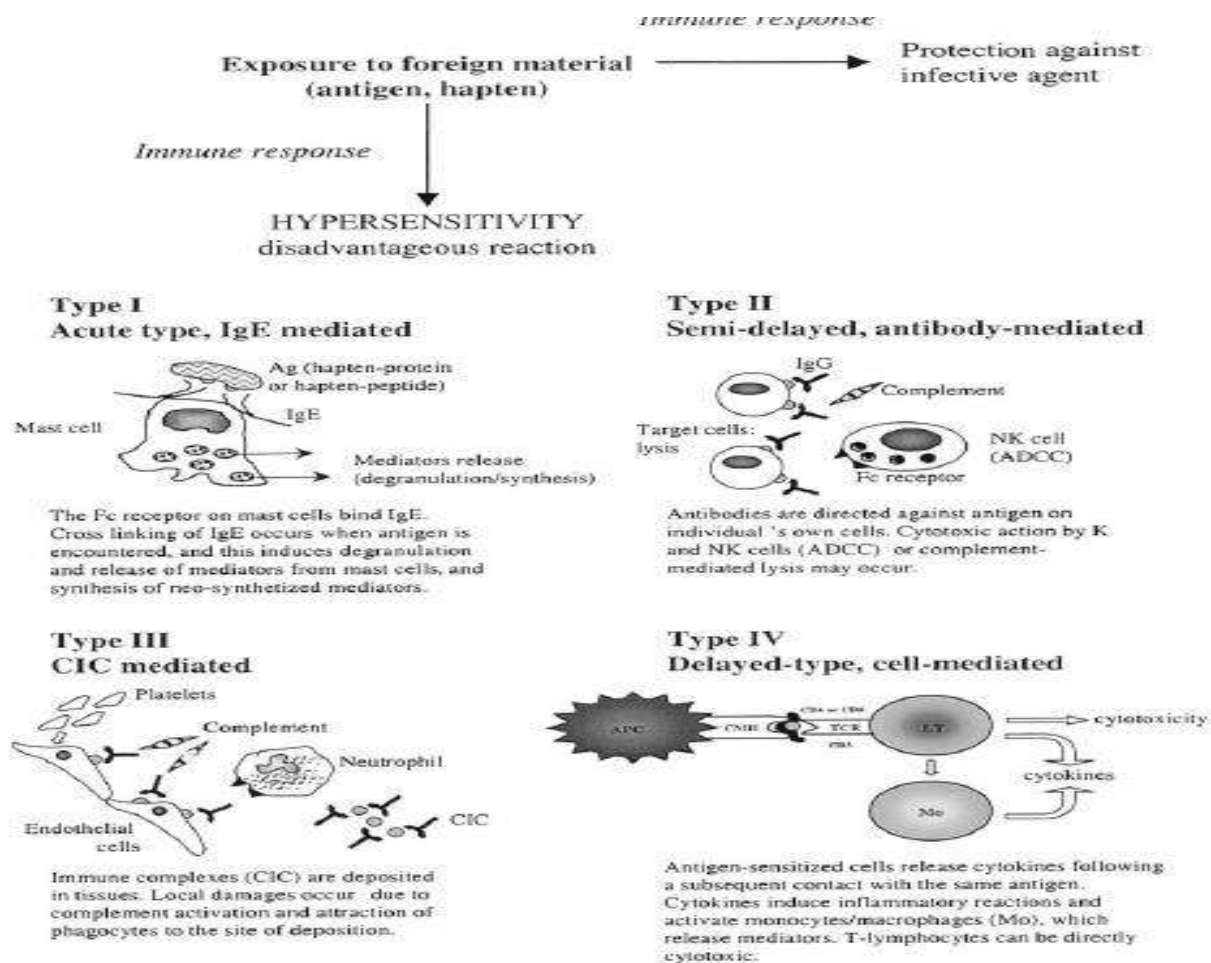 Immune response
Exposure to foreign material
(antigen, hapten)
Protection against
infective agent
Immune response
HYPERSENSITIVITY
disadvantageous reaction
Type I
Acute type, IgE mediated
Ag (hapten-protein
or hapten-peptide)
IgE
Mast cell
Mediators release
(degranulation/synthesis)
The Fc receptor on mast cells bind IgE.
Cross linking of IgE occurs when antigen is
encountered, and this induces degranulation
and release of mediators from mast cells, and
synthesis of neo-synthetized mediators.
Type II
Semi-delayed, antibody-mediated
IgG
Complement
Target cells:
lysis
NK cell
(ADCC)
Fc receptor
Antibodies are directed against antigen on
individual 's own cells. Cytotoxic action by K
and NK cells (ADCC) or complement-
mediated lysis may occur.
Type III
CIC mediated
Platelets
Complement
Neutrophil
CIC
Endothelial
cells
Immune complexes (CIC) are deposited
in tissues. Local damages occur due to
complement activation and attraction of
phagocytes to the site of deposition.
Type IV
Delayed-type, cell-mediated
APC
TCR
LT
cytotoxicity
cytokines
Mo
Antigen-sensitized cells release cytokines following
a subsequent contact with the same antigen.
Cytokines induce inflammatory reactions and
activate monocytes/macrophages (Mo), which
release mediators. T-lymphocytes can be directly
cytotoxic.